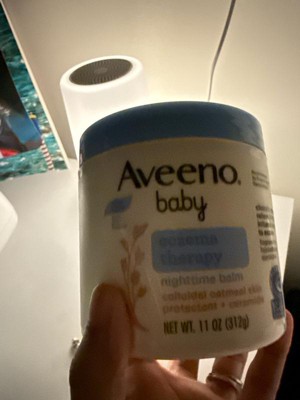 Aveeno®
baby
eczema
therapy
nighttime balm
colloidal oatmeal skin
protectant + ceramide
NET WT. 11 OZ (312g)